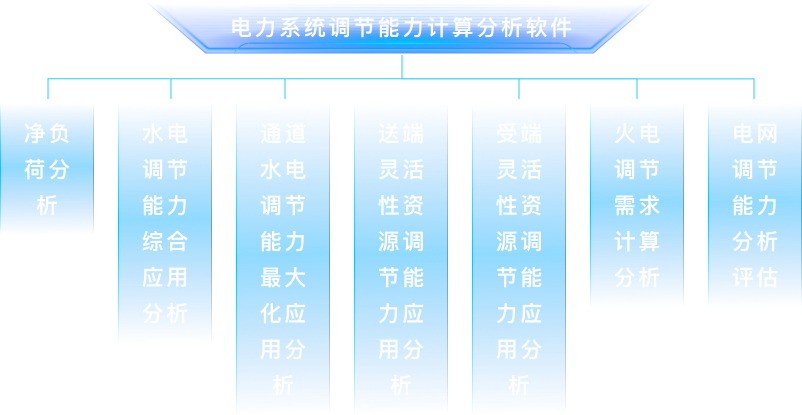 电力系统调节能力计算分析软件
净负
荷分
析
水电
调节
能力
综合
应用
分析
通道
水电
调节
能力
最大
化应
用分
析
送端
灵活
性资
源调
节能
力应
用分
析
受端
灵活
性资
源调
节能
力应
用分
析
火电
调节
需求
计算
分析
电网
调节
能力
分析
评估